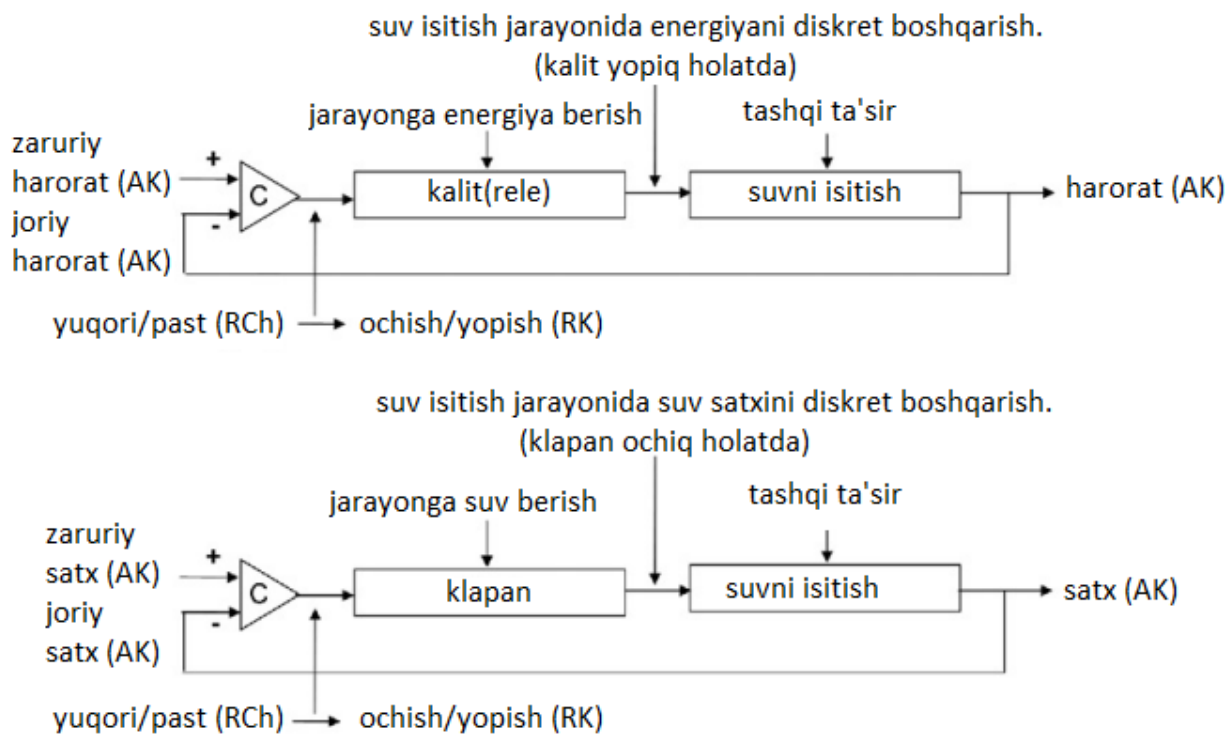 suv isitish jarayonida energiyani diskret boshqarish.
(kalit yopiq holatda)
jarayonga energiya berish
tashqi ta'sir
zaruriy
harorat (AK)
joriy
harorat (AK)
+
-
C
kalit(rele)
suvni isitish
harorat (AK)
yuqori/past (RCh)
ochish/yopish (RK)
suv isitish jarayonida suv satxini diskret boshqarish.
(klapan ochiq holatda)
jarayonga suv berish
tashqi ta'sir
zaruriy
satx (AK)
joriy
satx (AK)
+
-
C
klapan
suvni isitish
satx (AK)
yuqori/past (RCh)
ochish/yopish (RK)